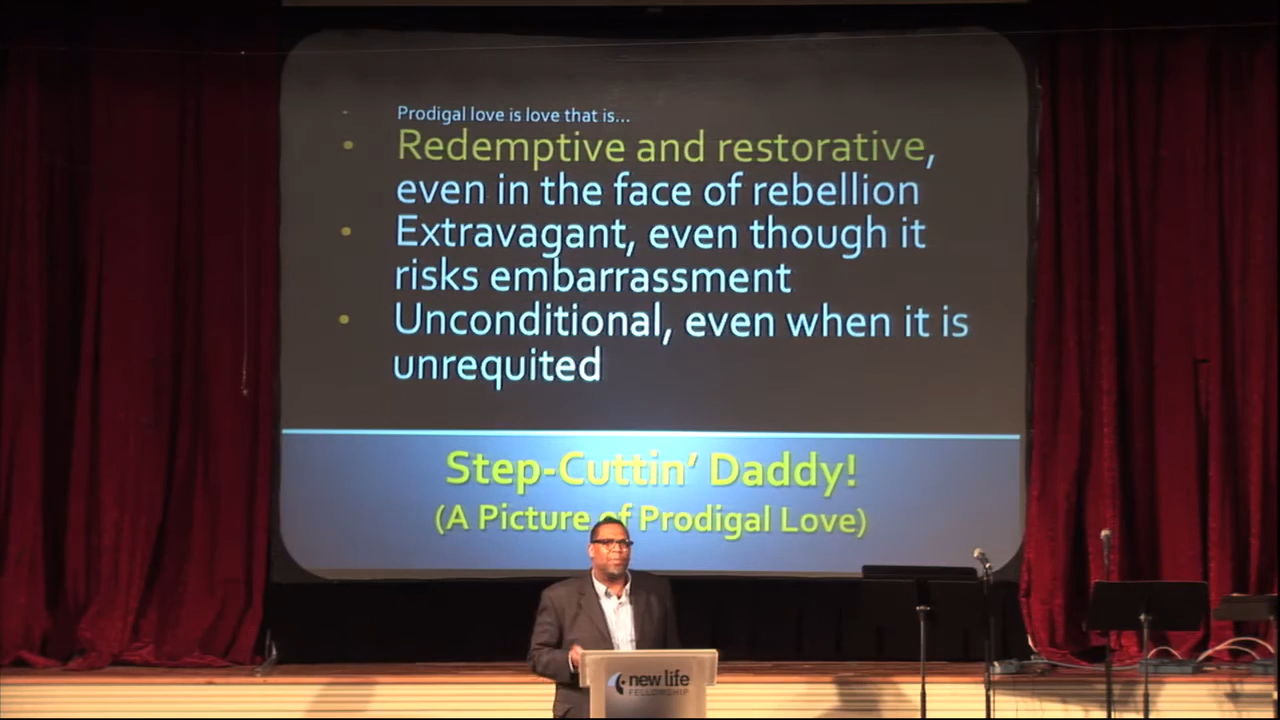 Prodigal love is love that is...
• Redemptive and restorative,
even in the face of rebellion
• Extravagant, even though it
risks embarrassment
• Unconditional, even when it is
unrequited
Step-Cuttin' Daddy!
(A Picture of Prodigal Love)
new life
FELLOWSHIP